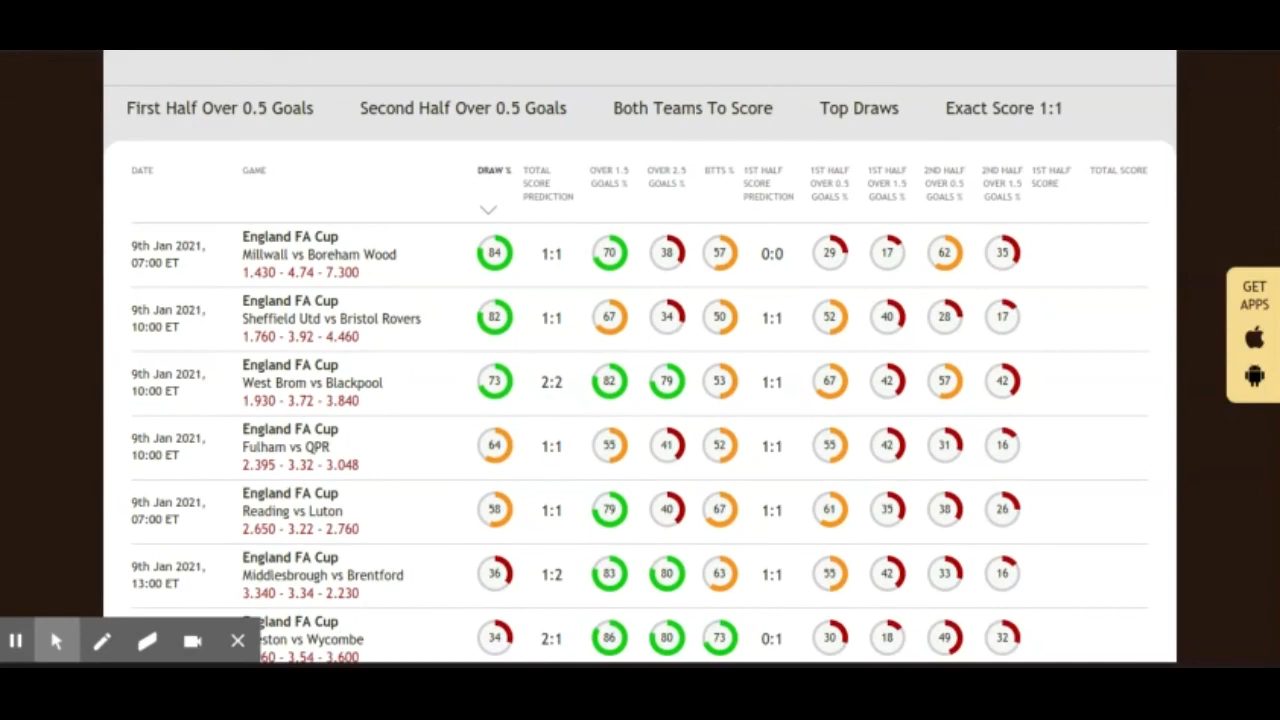 First Half Over 0.5 Goals Second Half Over 0.5 Goals Both Teams To Score Top Draws Exact Score 1:1
DATE GAME DRAW % TOTAL SCORE PREDICTION OVER 1.5 GOALS % OVER 2.5 GOALS % BTTS % 1ST HALF SCORE PREDICTION 1ST HALF OVER 0.5 GOALS % 1ST HALF OVER 1.5 GOALS % 2ND HALF OVER 0.5 GOALS % 2ND HALF OVER 1.5 GOALS % 1ST HALF SCORE TOTAL SCORE
England FA Cup
9th Jan 2021, 07:00 ET Millwall vs Boreham Wood 84 1:1 70 38 57 0:0 29 17 62 35
1.430 - 4.74 - 7.300
England FA Cup
9th Jan 2021, 10:00 ET Sheffield Utd vs Bristol Rovers 82 1:1 67 34 50 1:1 52 40 28 17
1.760 - 3.92 - 4.460
England FA Cup
9th Jan 2021, 10:00 ET West Brom vs Blackpool 73 2:2 82 79 53 1:1 67 42 57 42
1.930 - 3.72 - 3.840
England FA Cup
9th Jan 2021, 10:00 ET Fulham vs QPR 64 1:1 55 41 52 1:1 55 42 31 16
2.395 - 3.32 - 3.048
England FA Cup
9th Jan 2021, 07:00 ET Reading vs Luton 58 1:1 79 40 67 1:1 61 35 38 26
2.650 - 3.22 - 2.760
England FA Cup
9th Jan 2021, 13:00 ET Middlesbrough vs Brentford 36 1:2 83 80 63 1:1 55 42 33 16
3.340 - 3.34 - 2.230
gland FA Cup
eston vs Wycombe 34 2:1 86 80 73 0:1 30 18 49 32
60 - 3.54 - 3.600
GET
APPS